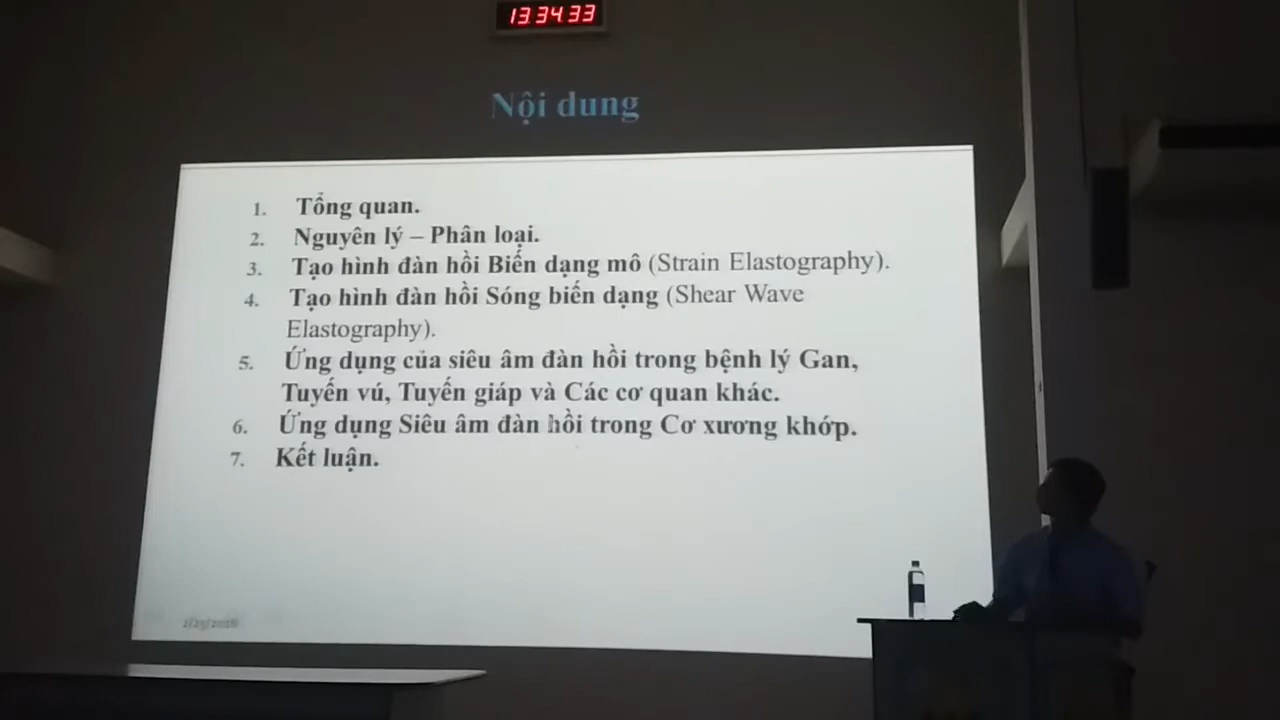 13.34.33
Nội dung
1. Tổng quan.
2. Nguyên lý – Phân loại.
3. Tạo hình đàn hồi Biến dạng mô (Strain Elastography).
4. Tạo hình đàn hồi Sóng biến dạng (Shear Wave
Elastography).
5. Ứng dụng của siêu âm đàn hồi trong bệnh lý Gan,
Tuyến vú, Tuyến giáp và Các cơ quan khác.
6. Ứng dụng Siêu âm đàn hồi trong Cơ xương khớp.
7. Kết luận.